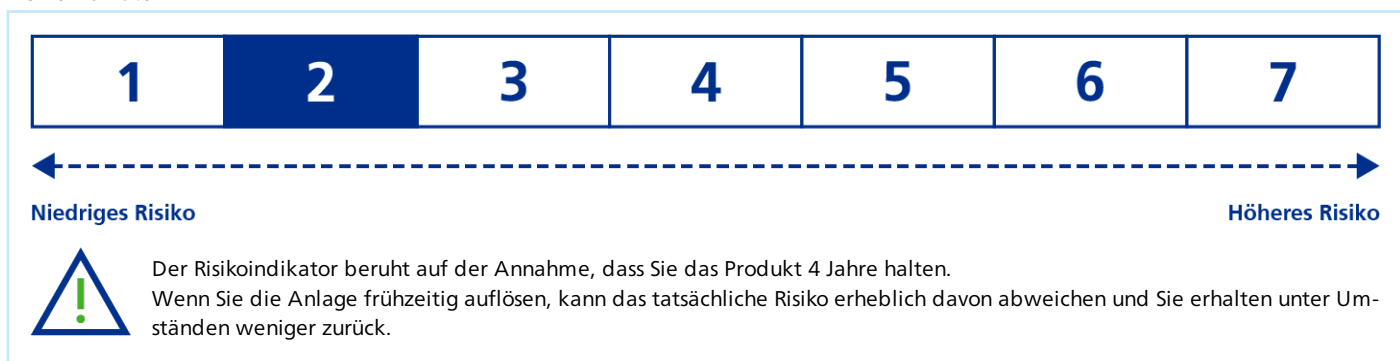 1 2 3 4 5 6 7
Niedriges Risiko Höheres Risiko
Der Risikoindikator beruht auf der Annahme, dass Sie das Produkt 4 Jahre halten.
Wenn Sie die Anlage frühzeitig auflösen, kann das tatsächliche Risiko erheblich davon abweichen und Sie erhalten unter Um-
ständen weniger zurück.